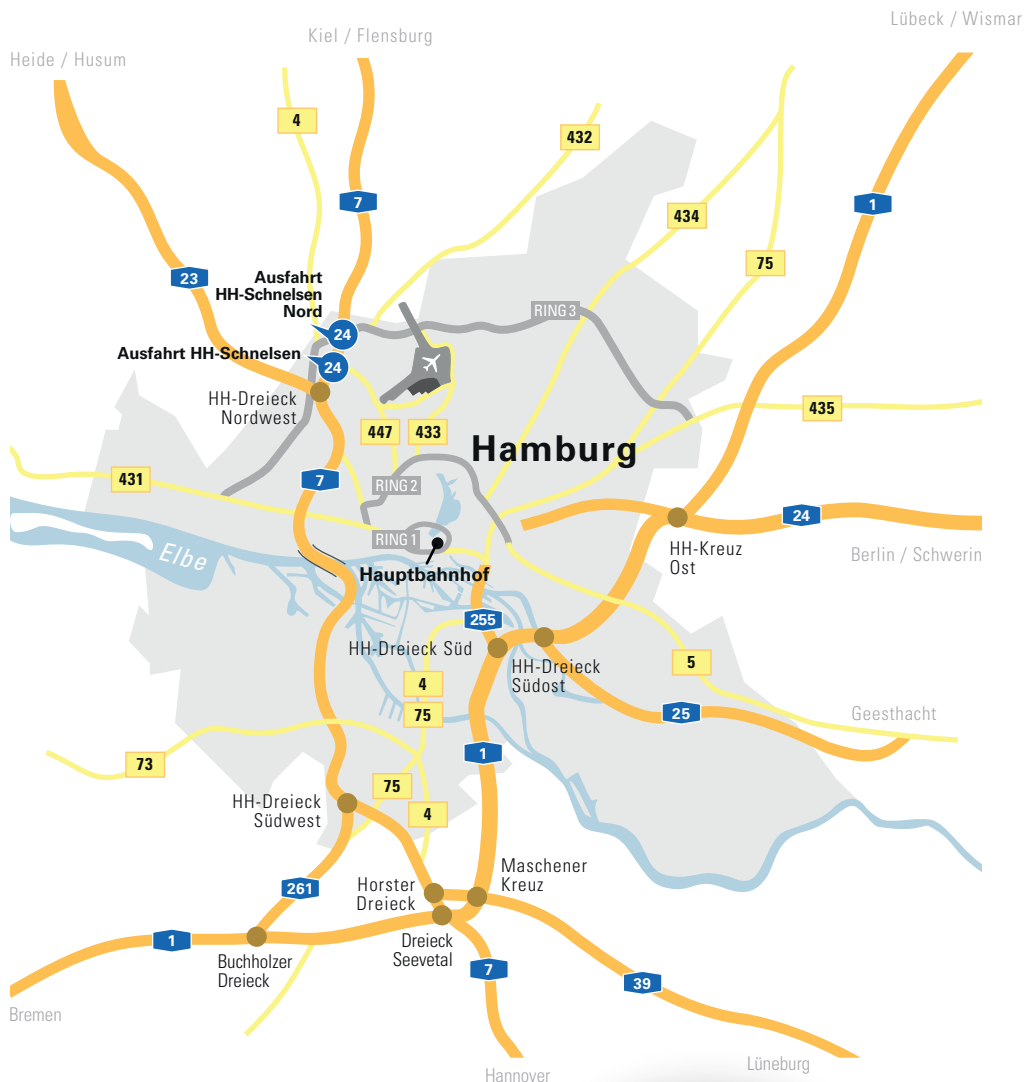 Lübeck / Wismar
Kiel / Flensburg
Heide / Husum
4
432
7
1
434
75
23
Ausfahrt
HH-Schnelsen
Nord
24
RING 3
Ausfahrt HH-Schnelsen
24
HH-Dreieck
Nordwest
447
433
435
Hamburg
431
7
RING 2
24
RING 1
Elbe
Hauptbahnhof
HH-Kreuz
Ost
Berlin / Schwerin
255
HH-Dreieck Süd
HH-Dreieck
Südost
5
4
75
25
Geesthacht
1
73
75
4
HH-Dreieck
Südwest
261
Horster
Dreieck
Maschener
Kreuz
1
Buchholzer
Dreieck
Dreieck
Seevetal
7
39
Bremen
Lüneburg
Hannover